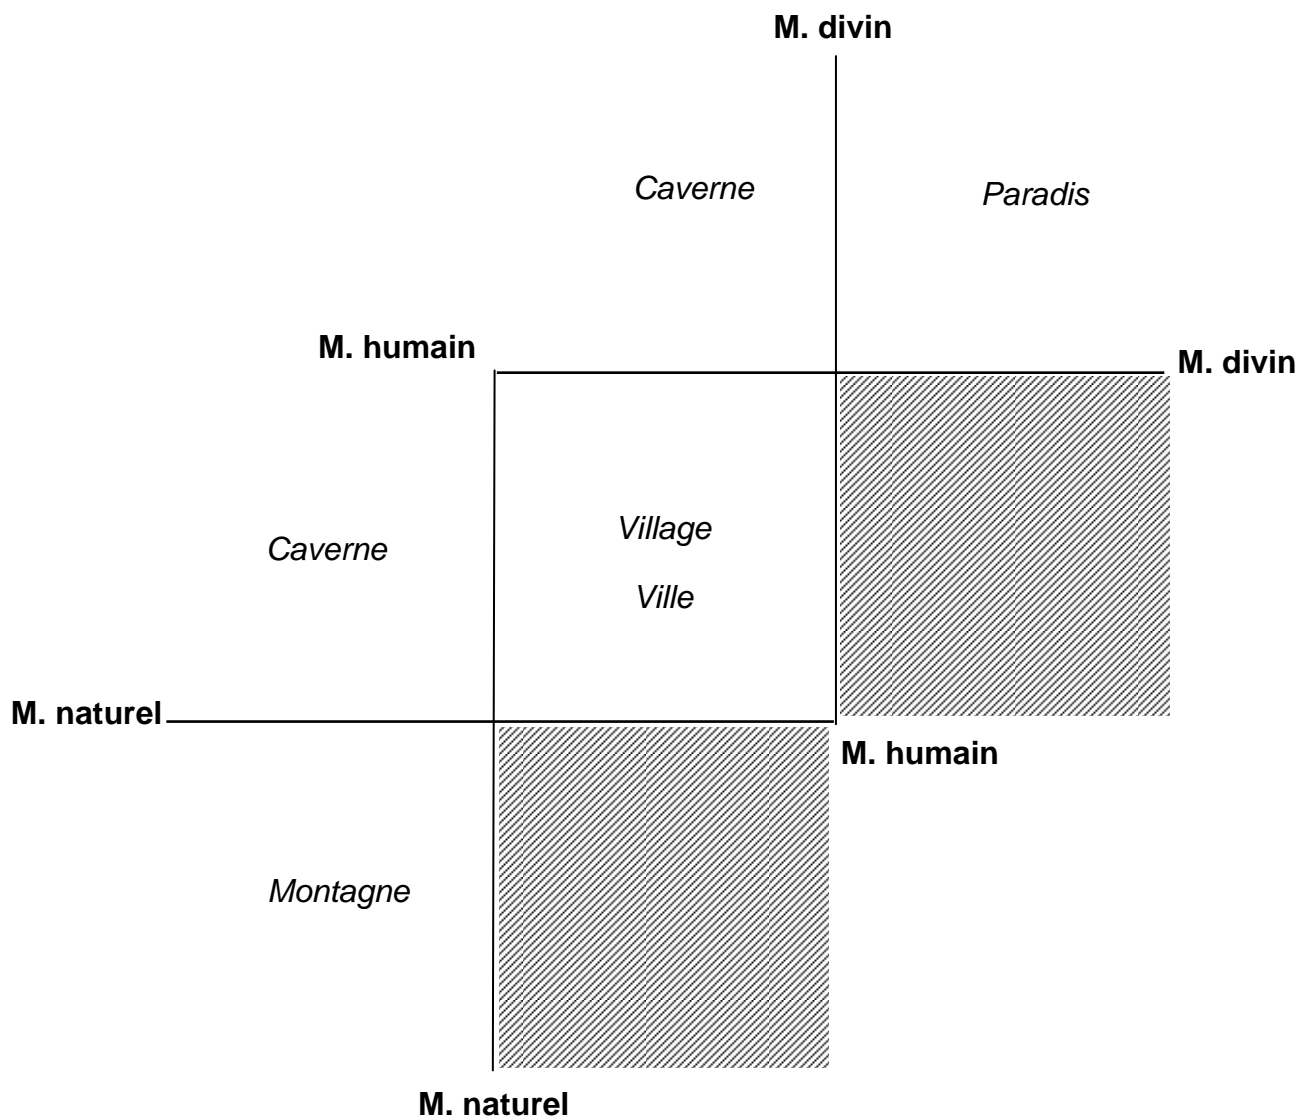 M. divin
Caverne
Paradis
M. humain
M. divin
Village
Caverne
Ville
M. naturel
M. humain
Montagne
M. naturel